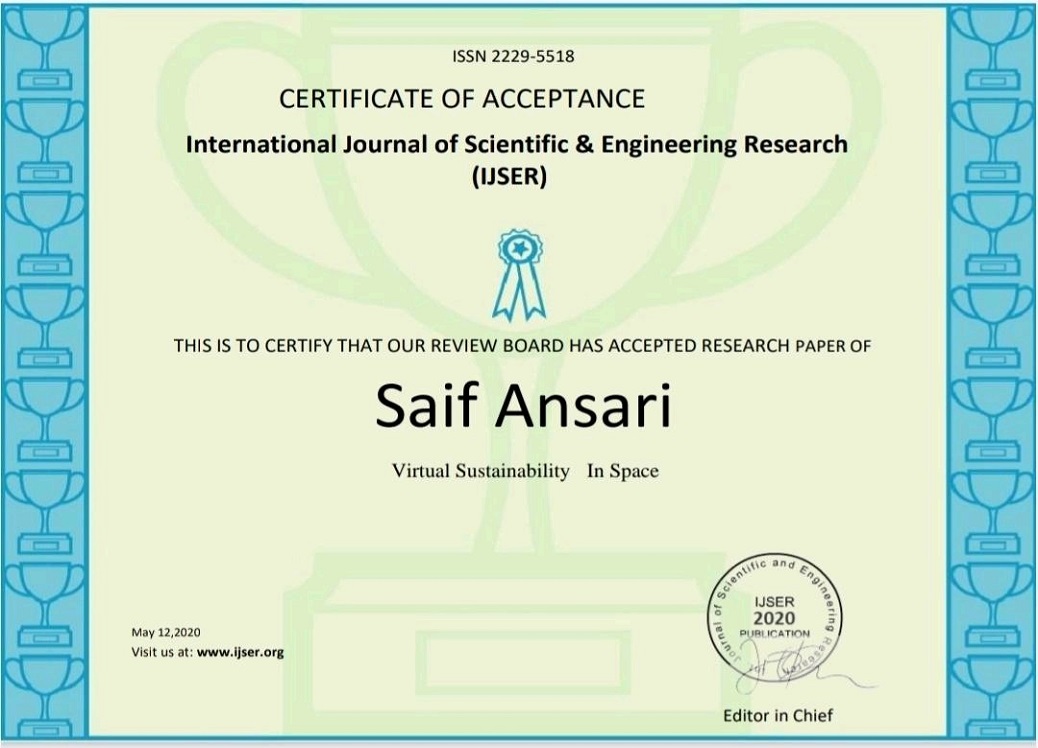 ISSN 2229-5518
CERTIFICATE OF ACCEPTANCE
International Journal of Scientific & Engineering Research
(IJSER)
THIS IS TO CERTIFY THAT OUR REVIEW BOARD HAS ACCEPTED RESEARCH PAPER OF
Saif Ansari
Virtual Sustainability In Space
Journal of Scientific and Engineering Research
IJSER
2020
PUBLICATION
May 12,2020
Visit us at: www.ijser.org
Editor in Chief